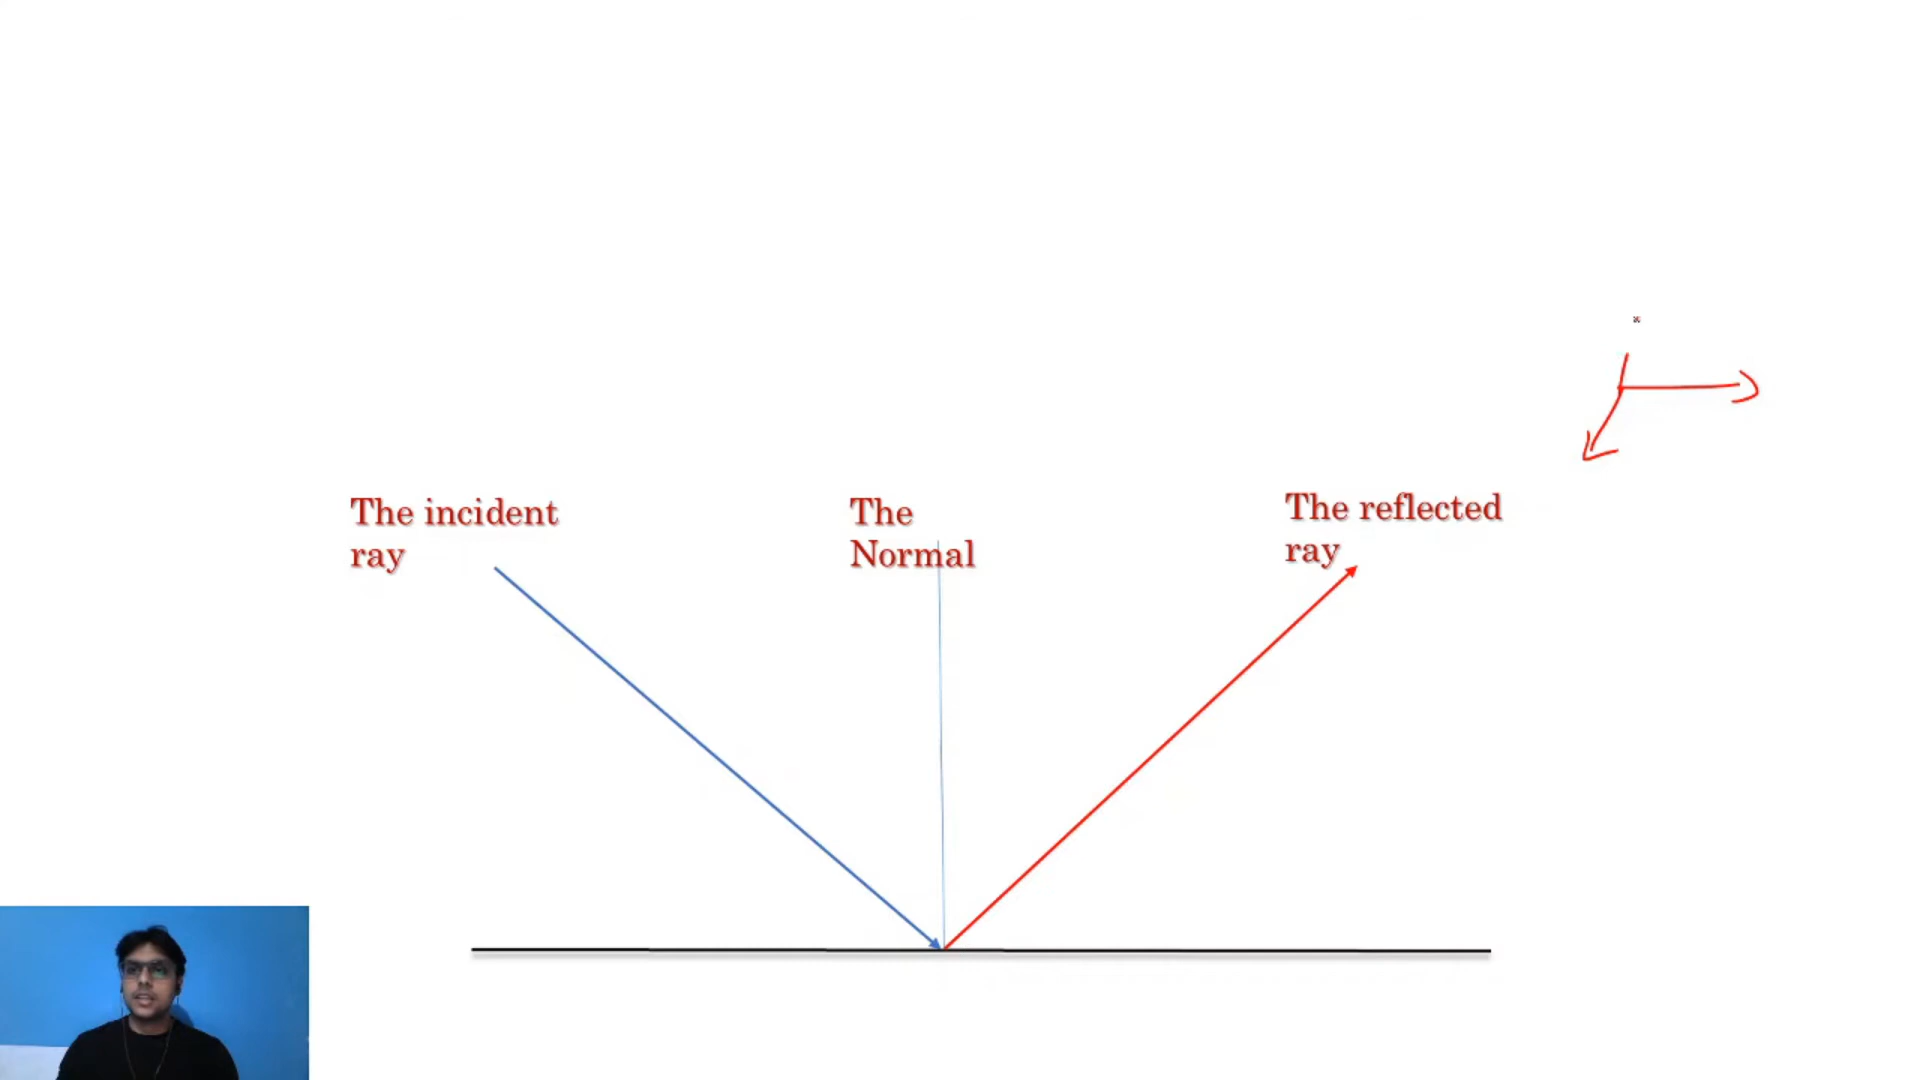 The incident
ray
The
Normal
The reflected
ray